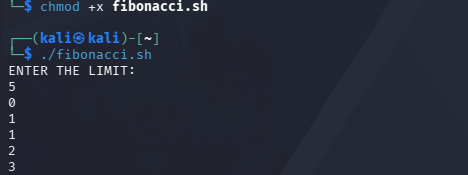 └─$ chmod +x fibonacci.sh
┌──(kali㉿kali)-[~]
└─$ ./fibonacci.sh
ENTER THE LIMIT:
5
0
1
1
2
3